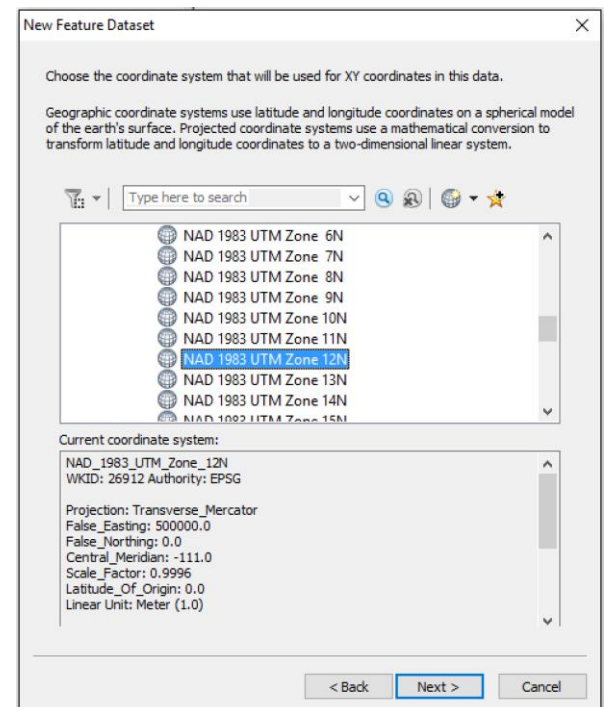 New Feature Dataset
Choose the coordinate system that will be used for XY coordinates in this data.
Geographic coordinate systems use latitude and longitude coordinates on a spherical model
of the earth's surface. Projected coordinate systems use a mathematical conversion to
transform latitude and longitude coordinates to a two-dimensional linear system.
Type here to search
NAD 1983 UTM Zone 6N
NAD 1983 UTM Zone 7N
NAD 1983 UTM Zone 8N
NAD 1983 UTM Zone 9N
NAD 1983 UTM Zone 10N
NAD 1983 UTM Zone 11N
NAD 1983 UTM Zone 12N
NAD 1983 UTM Zone 13N
NAD 1983 UTM Zone 14N
NAD 1983 UTM Zone 15N
Current coordinate system:
NAD_1983_UTM_Zone_12N
WKID: 26912 Authority: EPSG
Projection: Transverse_Mercator
False_Easting: 500000.0
False_Northing: 0.0
Central_Meridian: -111.0
Scale_Factor: 0.9996
Latitude_Of_Origin: 0.0
Linear Unit: Meter (1.0)
< Back Next > Cancel